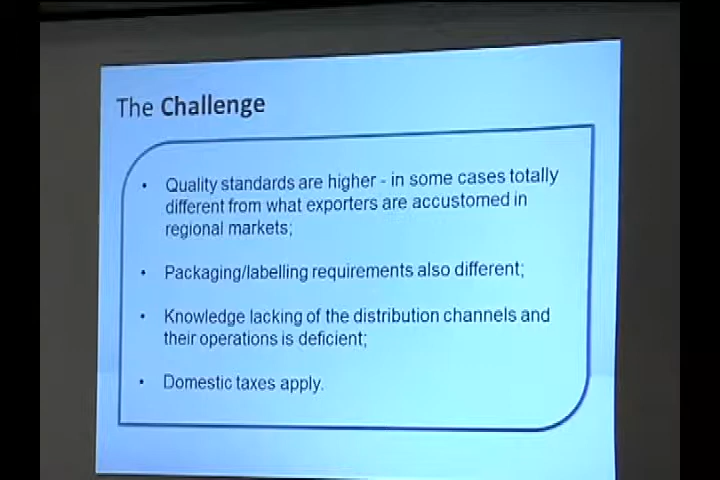 The Challenge
• Quality standards are higher - in some cases totally
different from what exporters are accustomed in
regional markets;
• Packaging/labelling requirements also different;
• Knowledge lacking of the distribution channels and
their operations is deficient;
• Domestic taxes apply.